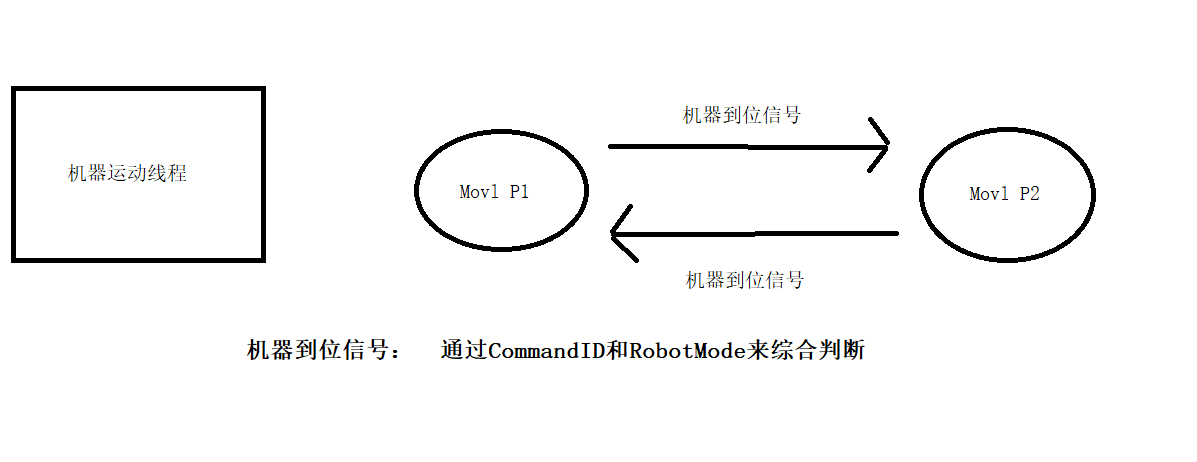 机器到位信号
机器运动线程
Movl P1
Movl P2
机器到位信号
机器到位信号： 通过CommandID和RobotMode来综合判断